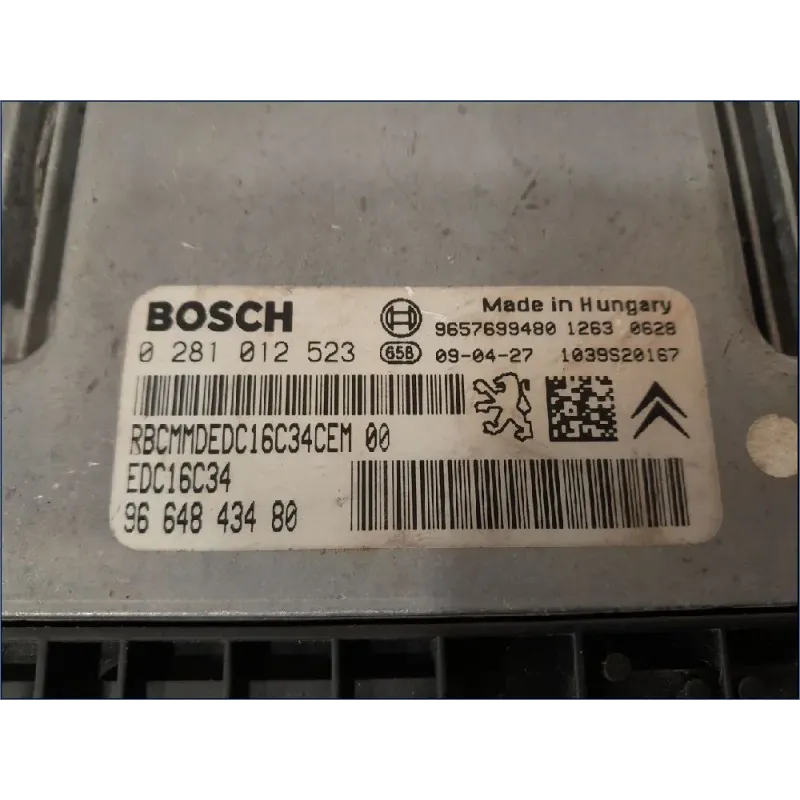 BOSCH
Made in Hungary
9657699480 1263 0628
0 281 012 523
658 09-04-27 1039S20167
RBCMMDEDC16C34CEM 00
EDC16C34
96 648 434 80